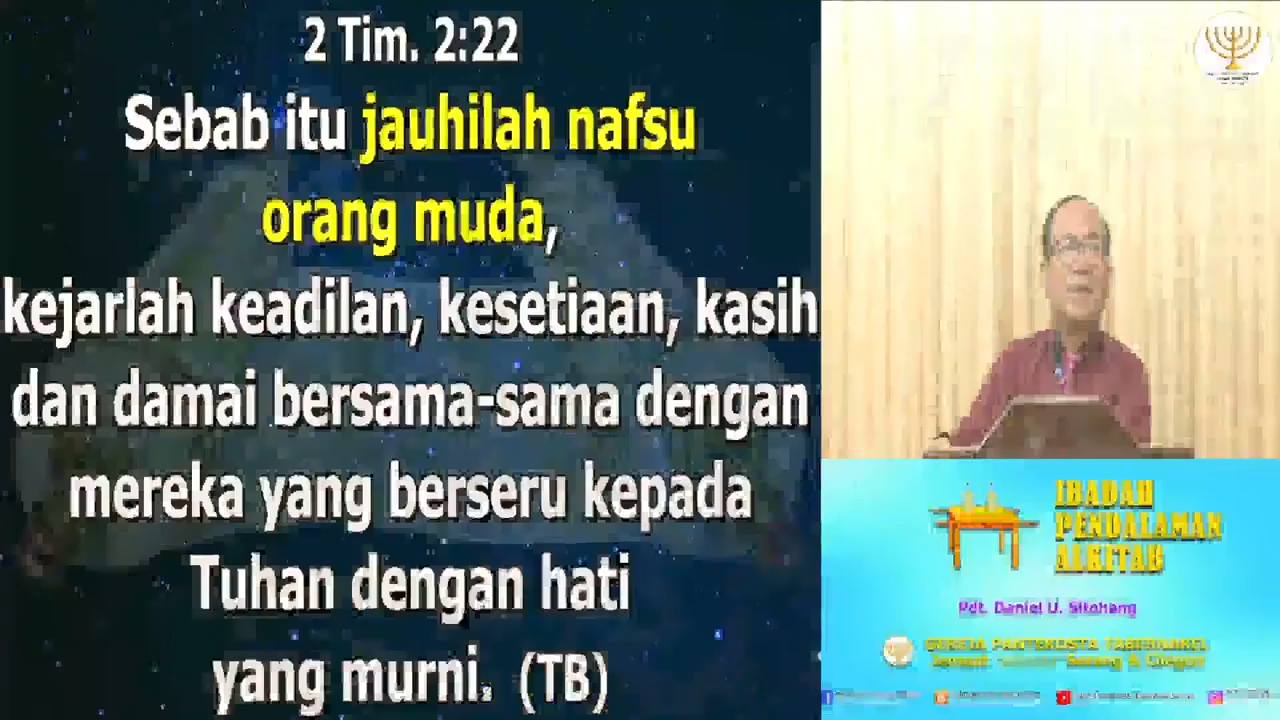 2 Tim. 2:22
Sebab itu jauhilah nafsu
orang muda,
kejarlah keadilan, kesetiaan, kasih
dan damai bersama-sama dengan
mereka yang berseru kepada
Tuhan dengan hati
yang murni. (TB)
IBADAH
PENDALAMAN
ALKITAB
Pdt. Daniel U. Sitohang
GEREJA PANTEKOSTA TABERNAKEL
Serang & Cilegon